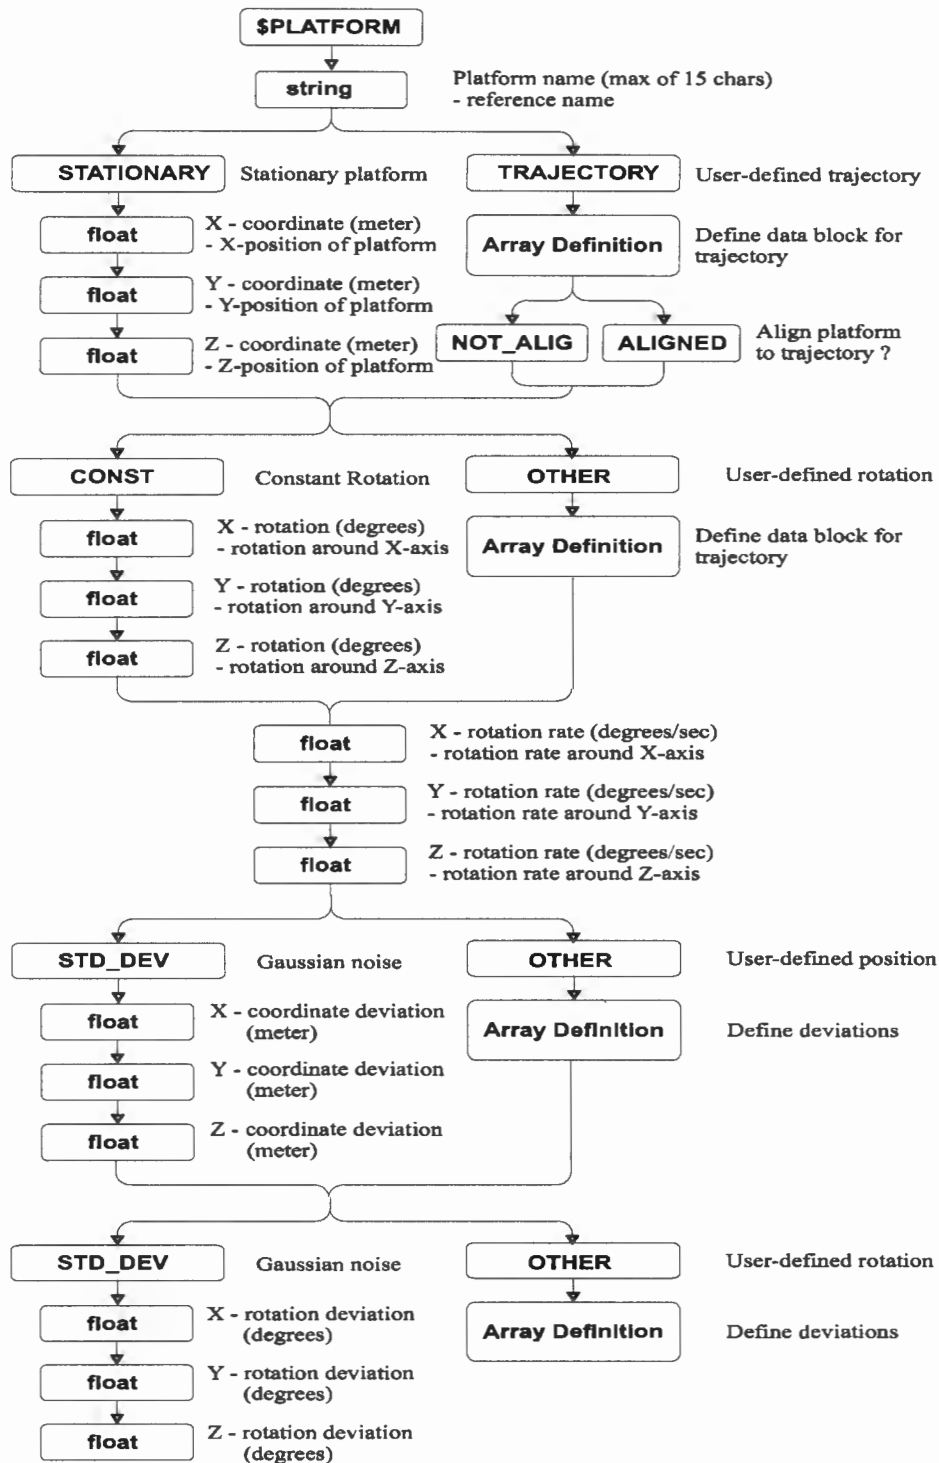 $PLATFORM
string
Platform name (max of 15 chars)
- reference name
STATIONARY
Stationary platform
TRAJECTORY
User-defined trajectory
float
X - coordinate (meter)
- X-position of platform
Array Definition
Define data block for
trajectory
float
Y - coordinate (meter)
- Y-position of platform
float
Z - coordinate (meter)
- Z-position of platform
NOT_ALIG
ALIGNED
Align platform
to trajectory ?
CONST
Constant Rotation
OTHER
User-defined rotation
float
X - rotation (degrees)
- rotation around X-axis
Array Definition
Define data block for
trajectory
float
Y - rotation (degrees)
- rotation around Y-axis
float
Z - rotation (degrees)
- rotation around Z-axis
float
X - rotation rate (degrees/sec)
- rotation rate around X-axis
float
Y - rotation rate (degrees/sec)
- rotation rate around Y-axis
float
Z - rotation rate (degrees/sec)
- rotation rate around Z-axis
STD_DEV
Gaussian noise
OTHER
User-defined position
float
X - coordinate deviation
(meter)
Array Definition
Define deviations
float
Y - coordinate deviation
(meter)
float
Z - coordinate deviation
(meter)
STD_DEV
Gaussian noise
OTHER
User-defined rotation
float
X - rotation deviation
(degrees)
Array Definition
Define deviations
float
Y - rotation deviation
(degrees)
float
Z - rotation deviation
(degrees)